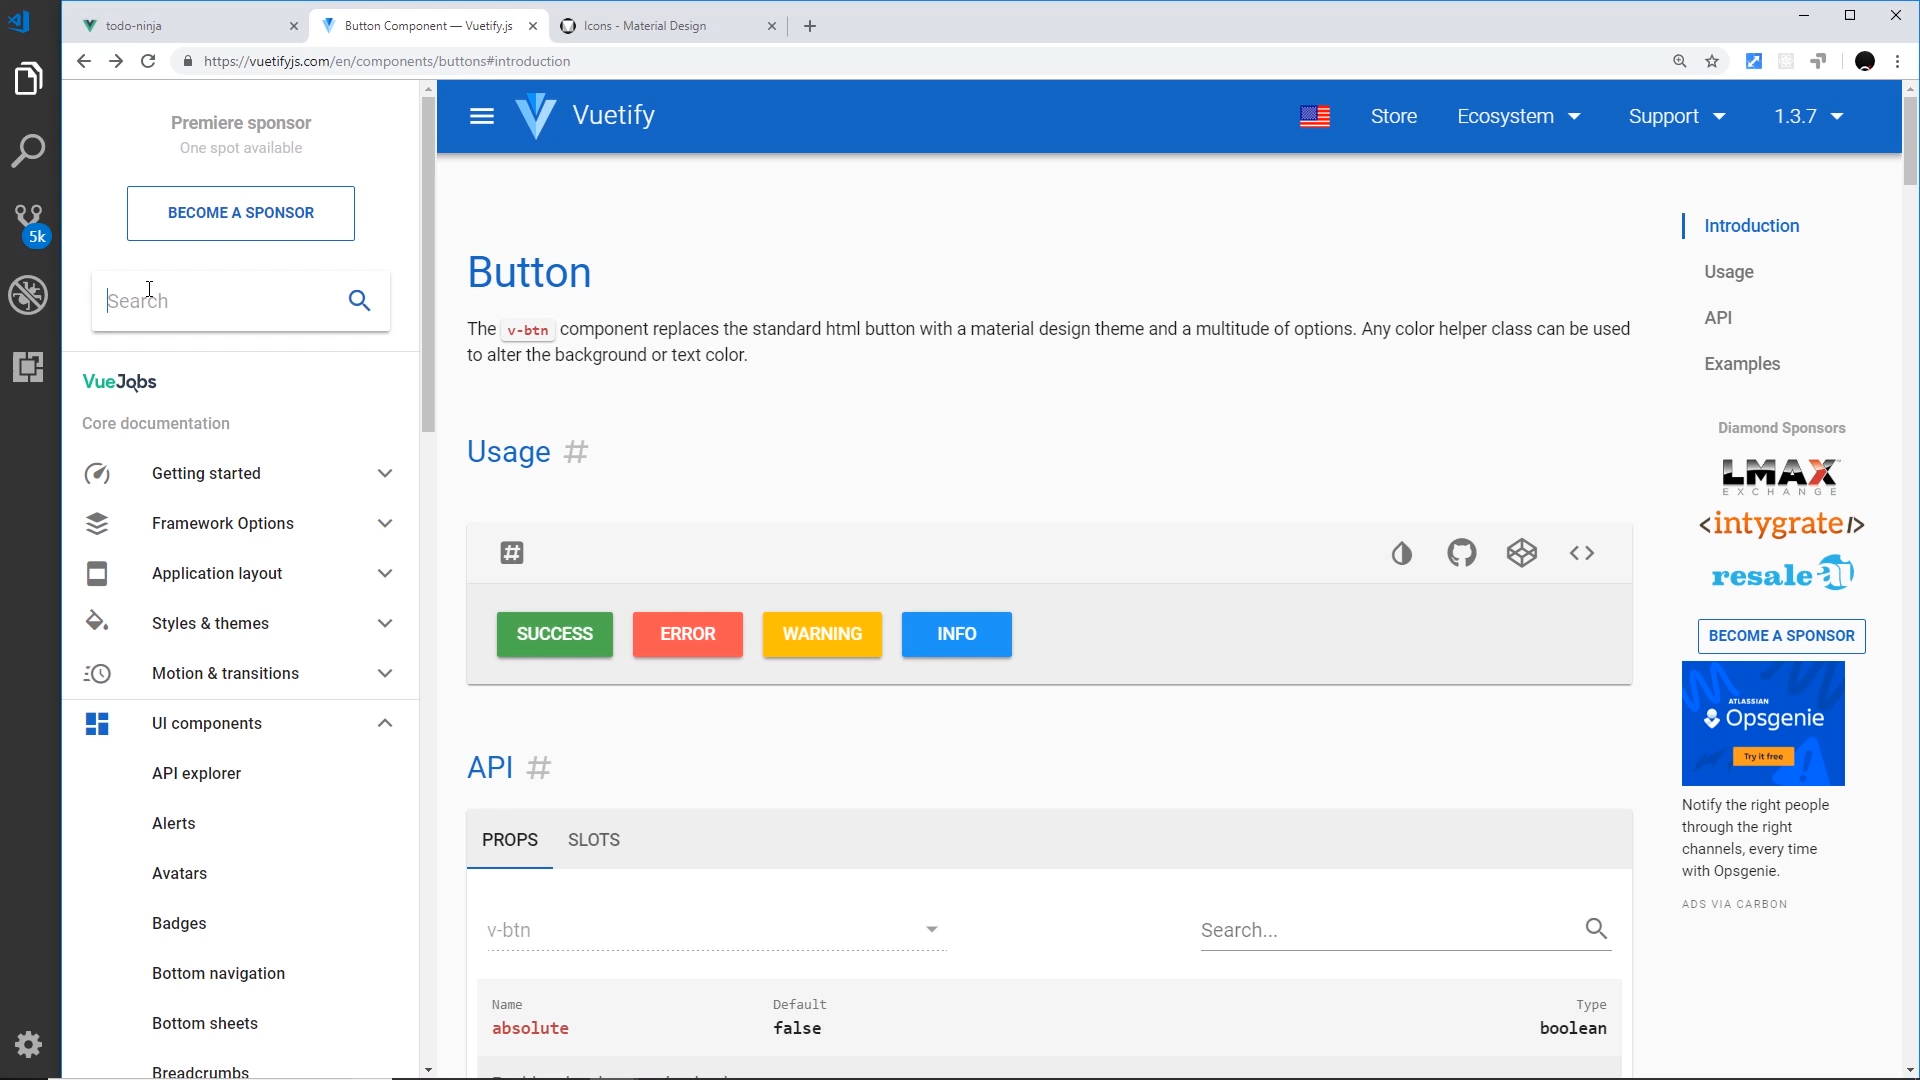 todo-ninja
Button Component — Vuetify.js
Icons - Material Design
https://vuetifyjs.com/en/components/buttons#introduction
5k
Premiere sponsor
One spot available
BECOME A SPONSOR
Search
VueJobs
Core documentation
Getting started
Framework Options
Application layout
Styles & themes
Motion & transitions
UI components
API explorer
Alerts
Avatars
Badges
Bottom navigation
Bottom sheets
Breadcrumbs
Vuetify
Store
Ecosystem
Support
1.3.7
Button
The v-btn component replaces the standard html button with a material design theme and a multitude of options. Any color helper class can be used
to alter the background or text color.
Usage #
#
SUCCESS ERROR WARNING INFO
API #
PROPS SLOTS
v-btn
Search...
Name Default Type
absolute false boolean
Introduction
Usage
API
Examples
Diamond Sponsors
LMAX
EXCHANGE
<intygrate/>
resale ai
BECOME A SPONSOR
ATLASSIAN
Opsgenie
Try it free
Notify the right people
through the right
channels, every time
with Opsgenie.
ADS VIA CARBON